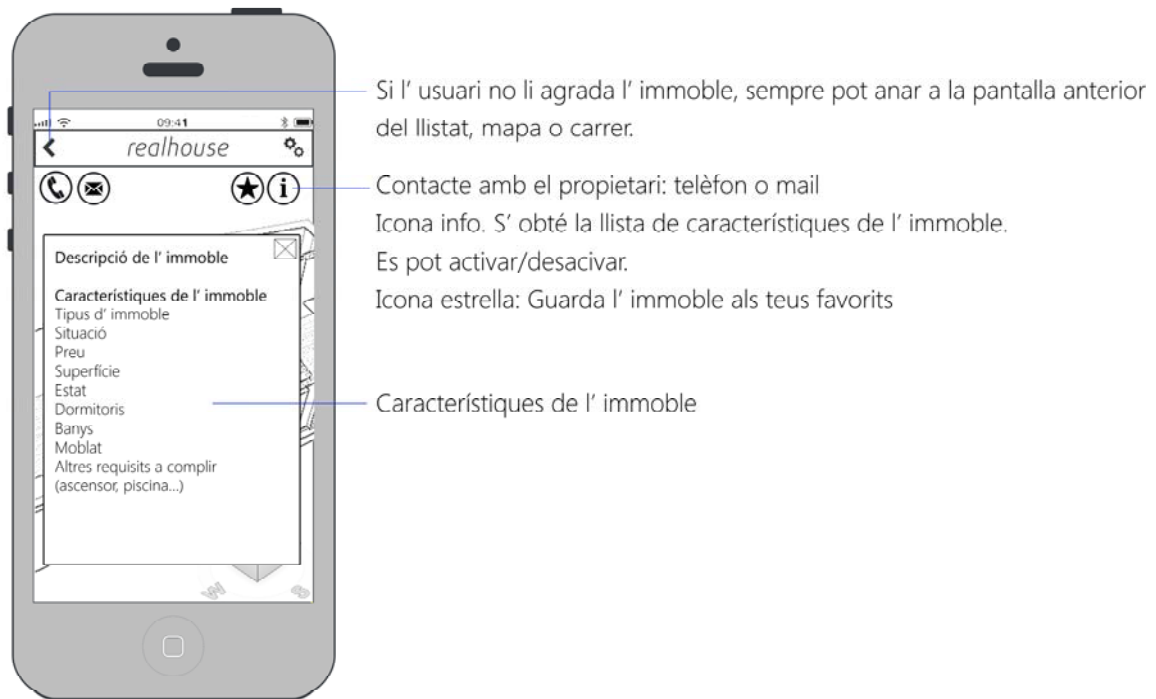 Si l' usuari no li agrada l' immoble, sempre pot anar a la pantalla anterior
del llistat, mapa o carrer.
09:41
realhouse
Contacte amb el propietari: telèfon o mail
Icona info. S' obté la llista de característiques de l' immoble.
Es pot activar/desacivar.
Icona estrella: Guarda l' immoble als teus favorits
i
Descripció de l' immoble
Característiques de l' immoble
Tipus d' immoble
Situació
Preu
Superfície
Estat
Dormitoris
Banys
Moblat
Altres requisits a complir
(ascensor, piscina...)
Característiques de l' immoble
W
S